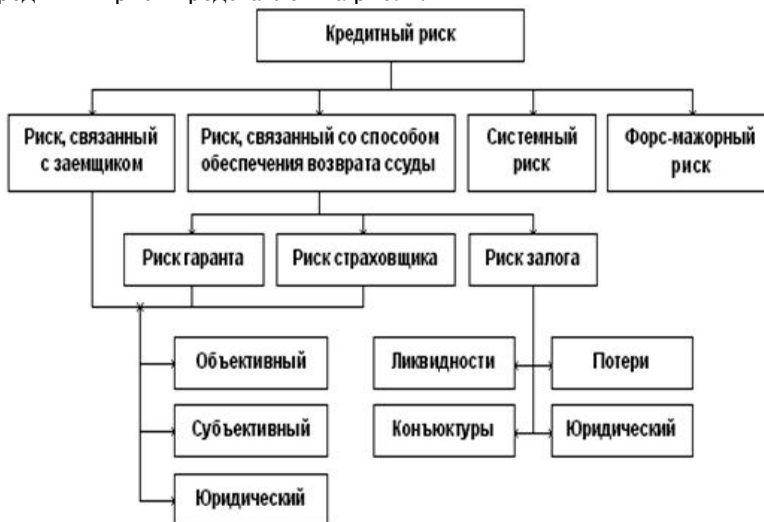 Кредитный риск
Риск, связанный
с заемщиком
Риск, связанный со способом
обеспечения возврата ссуды
Системный
риск
Форс-мажорный
риск
Риск гаранта
Риск страховщика
Риск залога
Объективный
Ликвидности
Потери
Субъективный
Конъюктуры
Юридический
Юридический